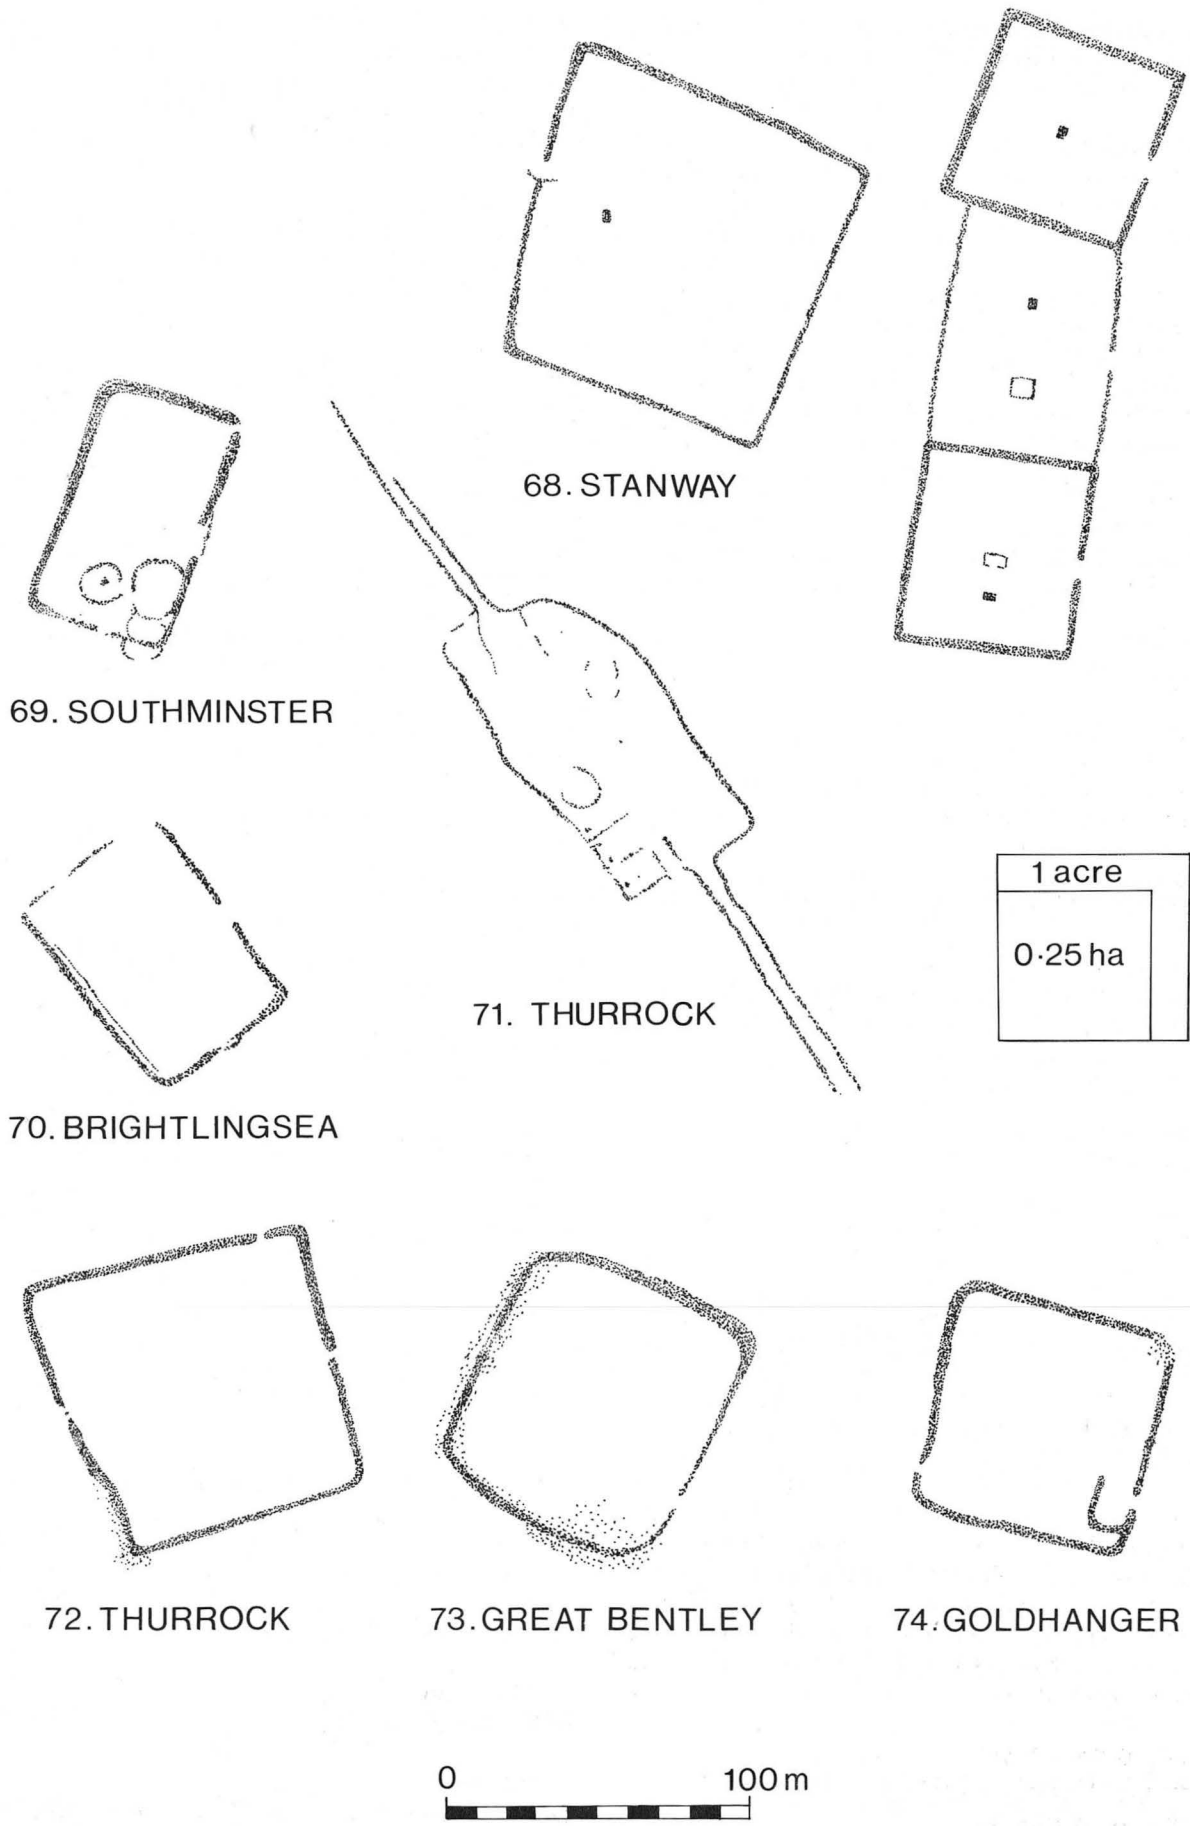 68. STANWAY
69. SOUTHMINSTER
1 acre
0·25 ha
71. THURROCK
70. BRIGHTLINGSEA
72. THURROCK
73. GREAT BENTLEY
74. GOLDHANGER
0 100 m